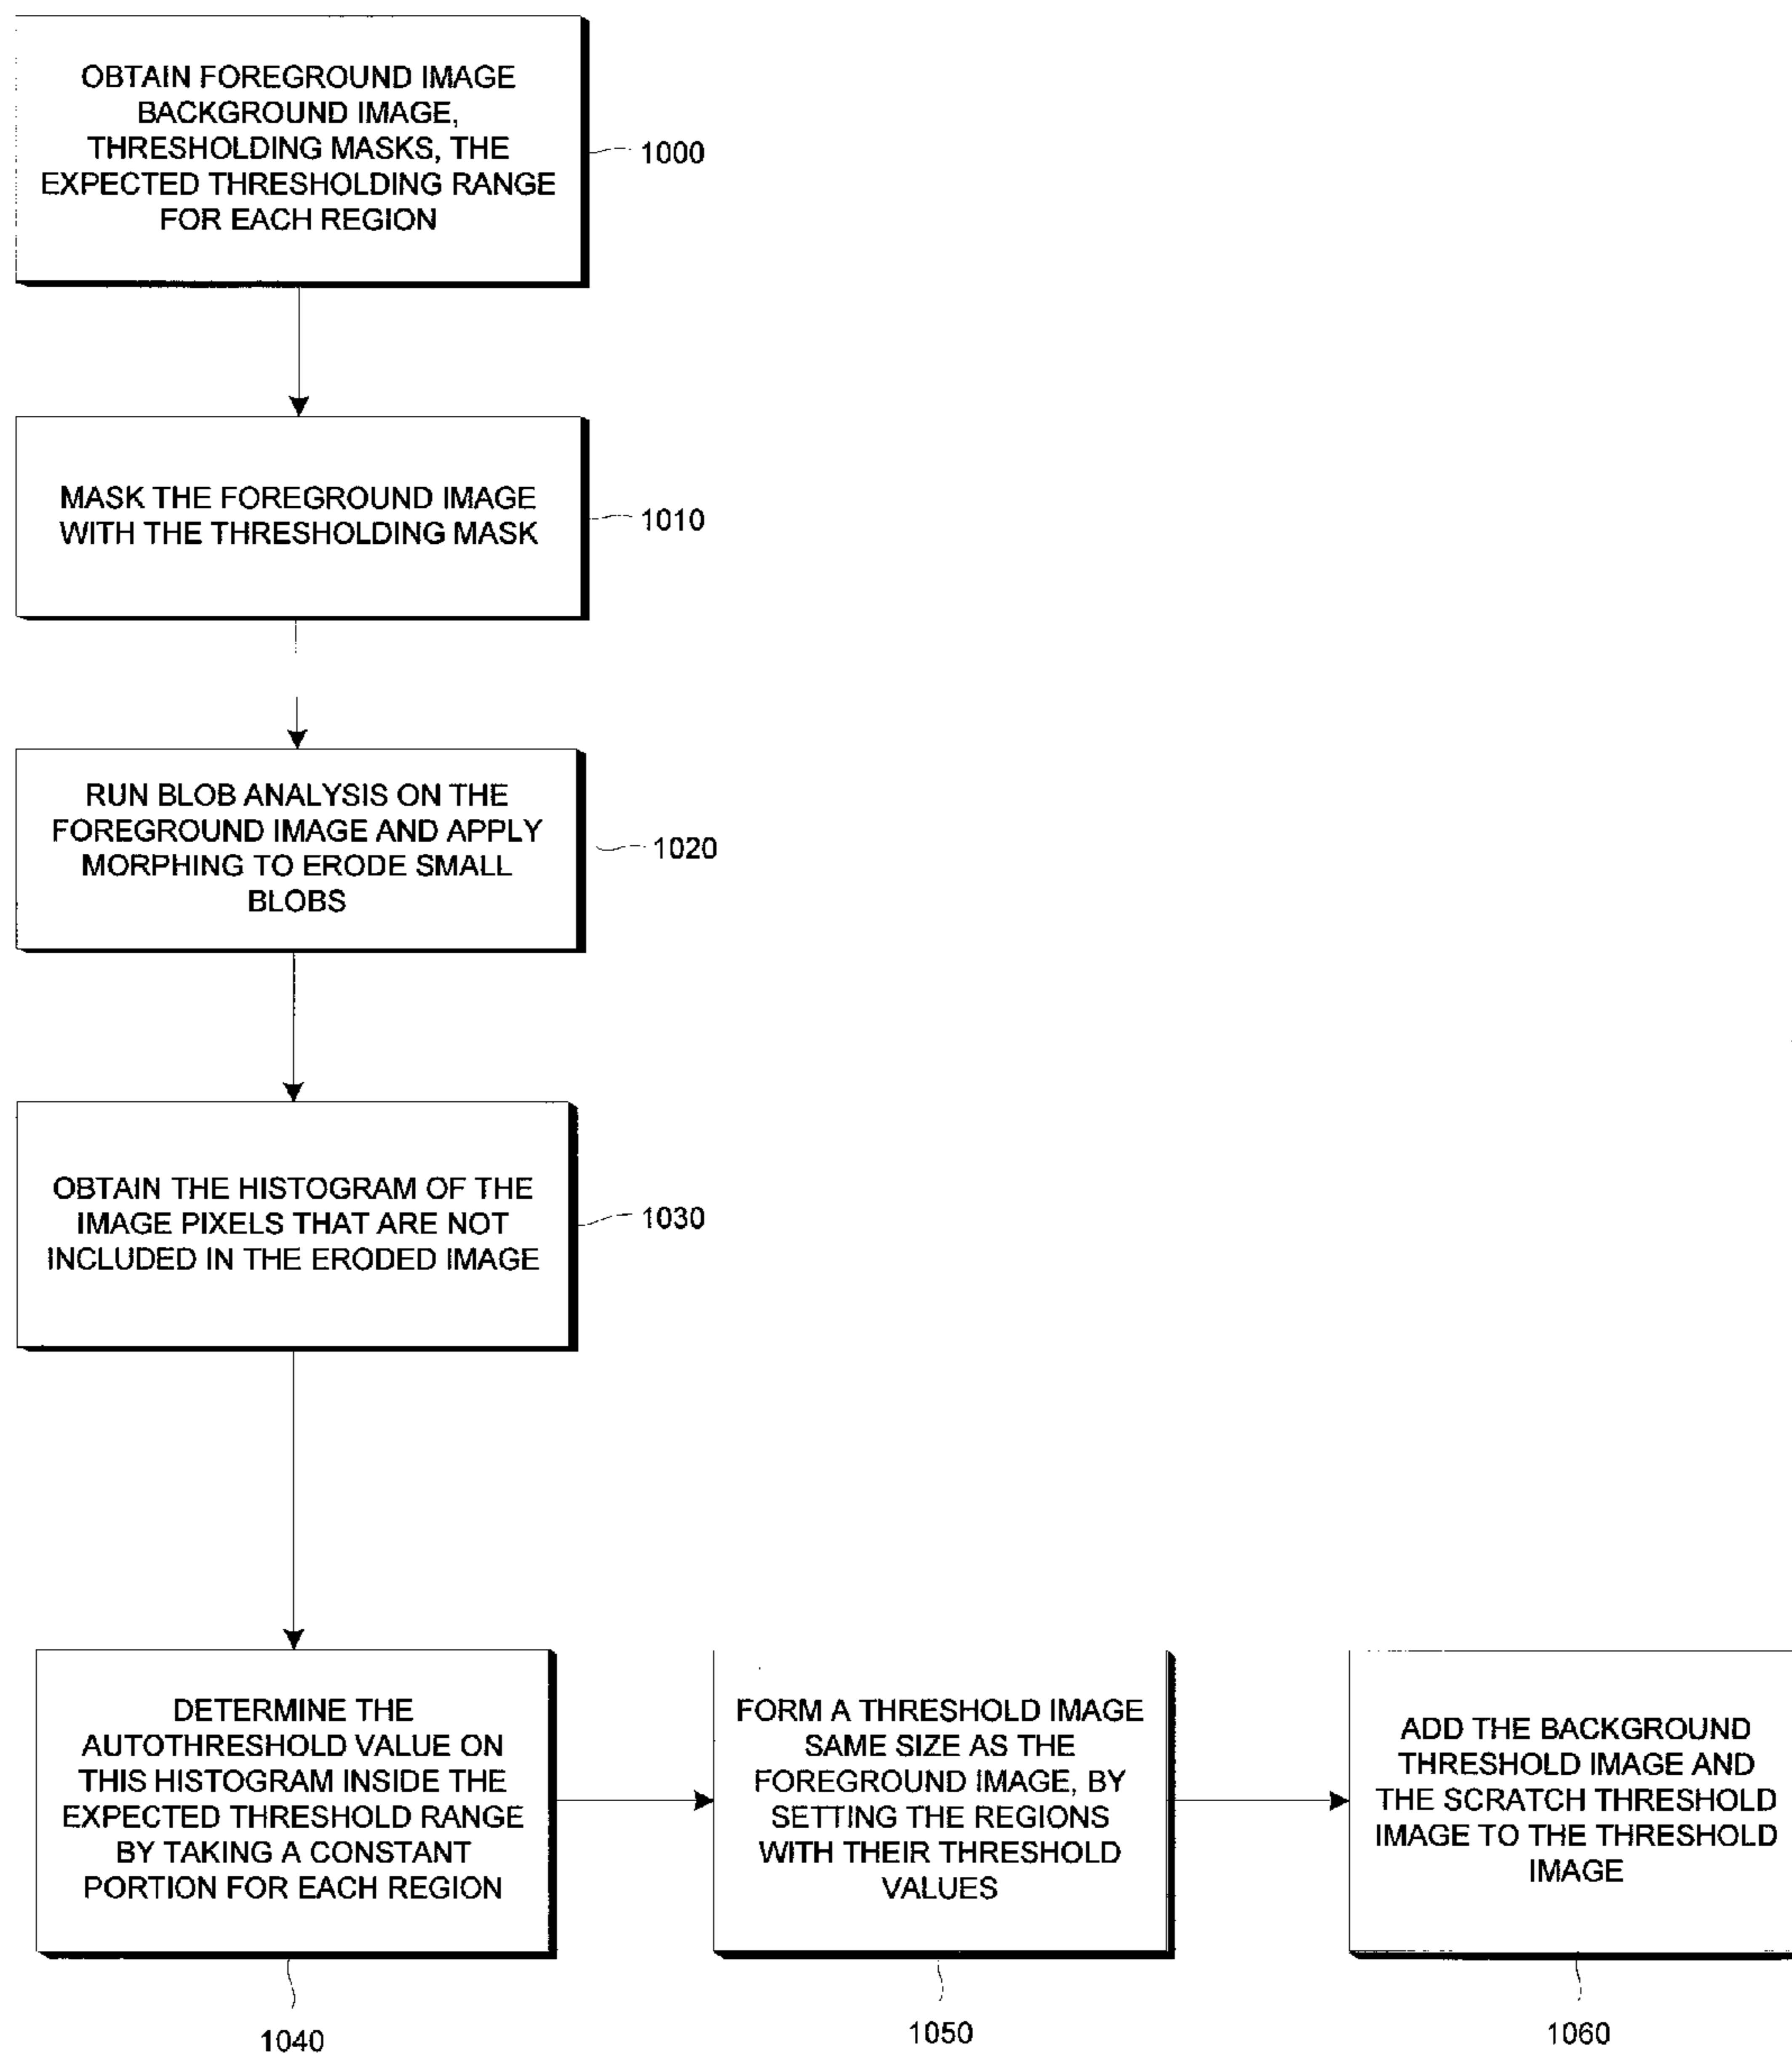 OBTAIN FOREGROUND IMAGE
BACKGROUND IMAGE,
THRESHOLDING MASKS, THE
EXPECTED THRESHOLDING RANGE
FOR EACH REGION
1000
MASK THE FOREGROUND IMAGE
WITH THE THRESHOLDING MASK
1010
RUN BLOB ANALYSIS ON THE
FOREGROUND IMAGE AND APPLY
MORPHING TO ERODE SMALL
BLOBS
1020
OBTAIN THE HISTOGRAM OF THE
IMAGE PIXELS THAT ARE NOT
INCLUDED IN THE ERODED IMAGE
1030
DETERMINE THE
AUTOTHRESHOLD VALUE ON
THIS HISTOGRAM INSIDE THE
EXPECTED THRESHOLD RANGE
BY TAKING A CONSTANT
PORTION FOR EACH REGION
1040
FORM A THRESHOLD IMAGE
SAME SIZE AS THE
FOREGROUND IMAGE, BY
SETTING THE REGIONS
WITH THEIR THRESHOLD
VALUES
1050
ADD THE BACKGROUND
THRESHOLD IMAGE AND
THE SCRATCH THRESHOLD
IMAGE TO THE THRESHOLD
IMAGE
1060